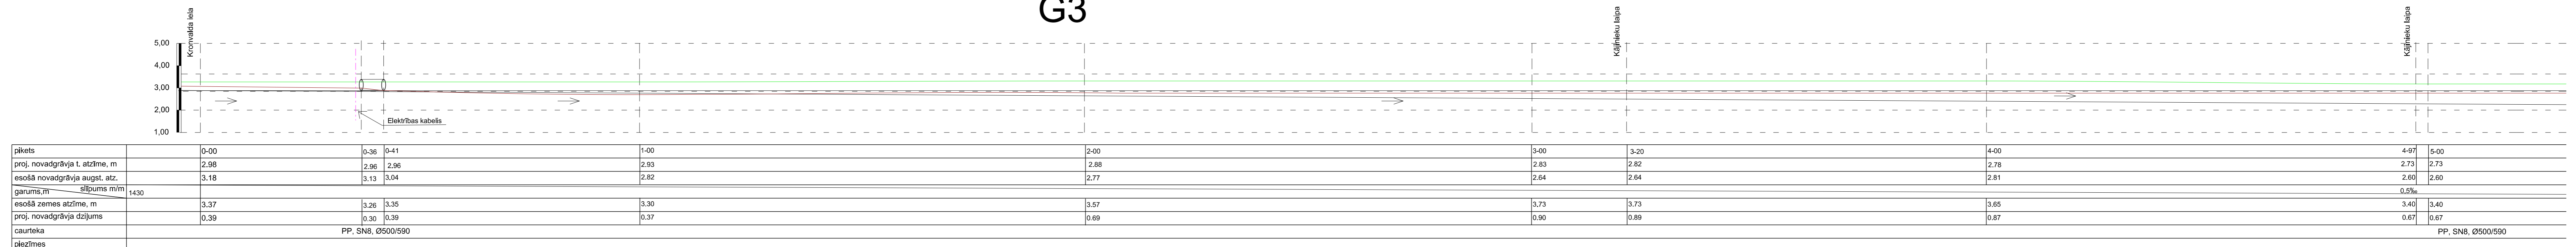 G3
Kronvalda iela
Kājinieku laipa
Kājinieku laipa
5,00
4,00
3,00
2,00
1,00
Elektrības kabelis
pikets 0-00 0-36 0-41 1-00 2-00 3-00 3-20 4-00 4-97 5-00
proj. novadgrāvja t. atzīme, m 2.98 2.96 2,96 2.93 2.88 2.83 2.82 2.78 2.73 2.73
esošā novadgrāvja augst. atz. 3.18 3.13 3,04 2.82 2,77 2.64 2.64 2.81 2.60 2.60
garums,m slīpums m/m 1430 0,5‰
esošā zemes atzīme, m 3.37 3.26 3.35 3.30 3.57 3,73 3.73 3.65 3.40 3,40
proj. novadgrāvja dziļums 0.39 0.30 0.39 0.37 0.69 0.90 0.89 0.87 0.67 0.67
caurteka PP, SN8, Ø500/590 PP, SN8, Ø500/590
piezīmes